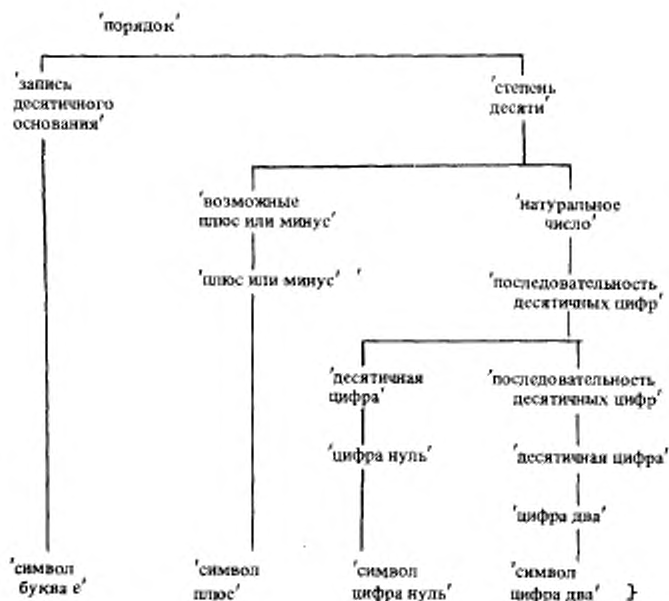 'порядок'
'запись
десятичного
основания'
'степень
десяти'
'возможные
плюс или минус'
'натуральное
число'
'плюс или минус' '
'последовательность
десятичных цифр'
'десятичная
цифра'
'последовательность
десятичных цифр'
'цифра нуль'
'десятичная цифра'
'цифра два'
'символ
буква е'
'символ
плюс'
'символ
цифра нуль'
'символ
цифра два' }